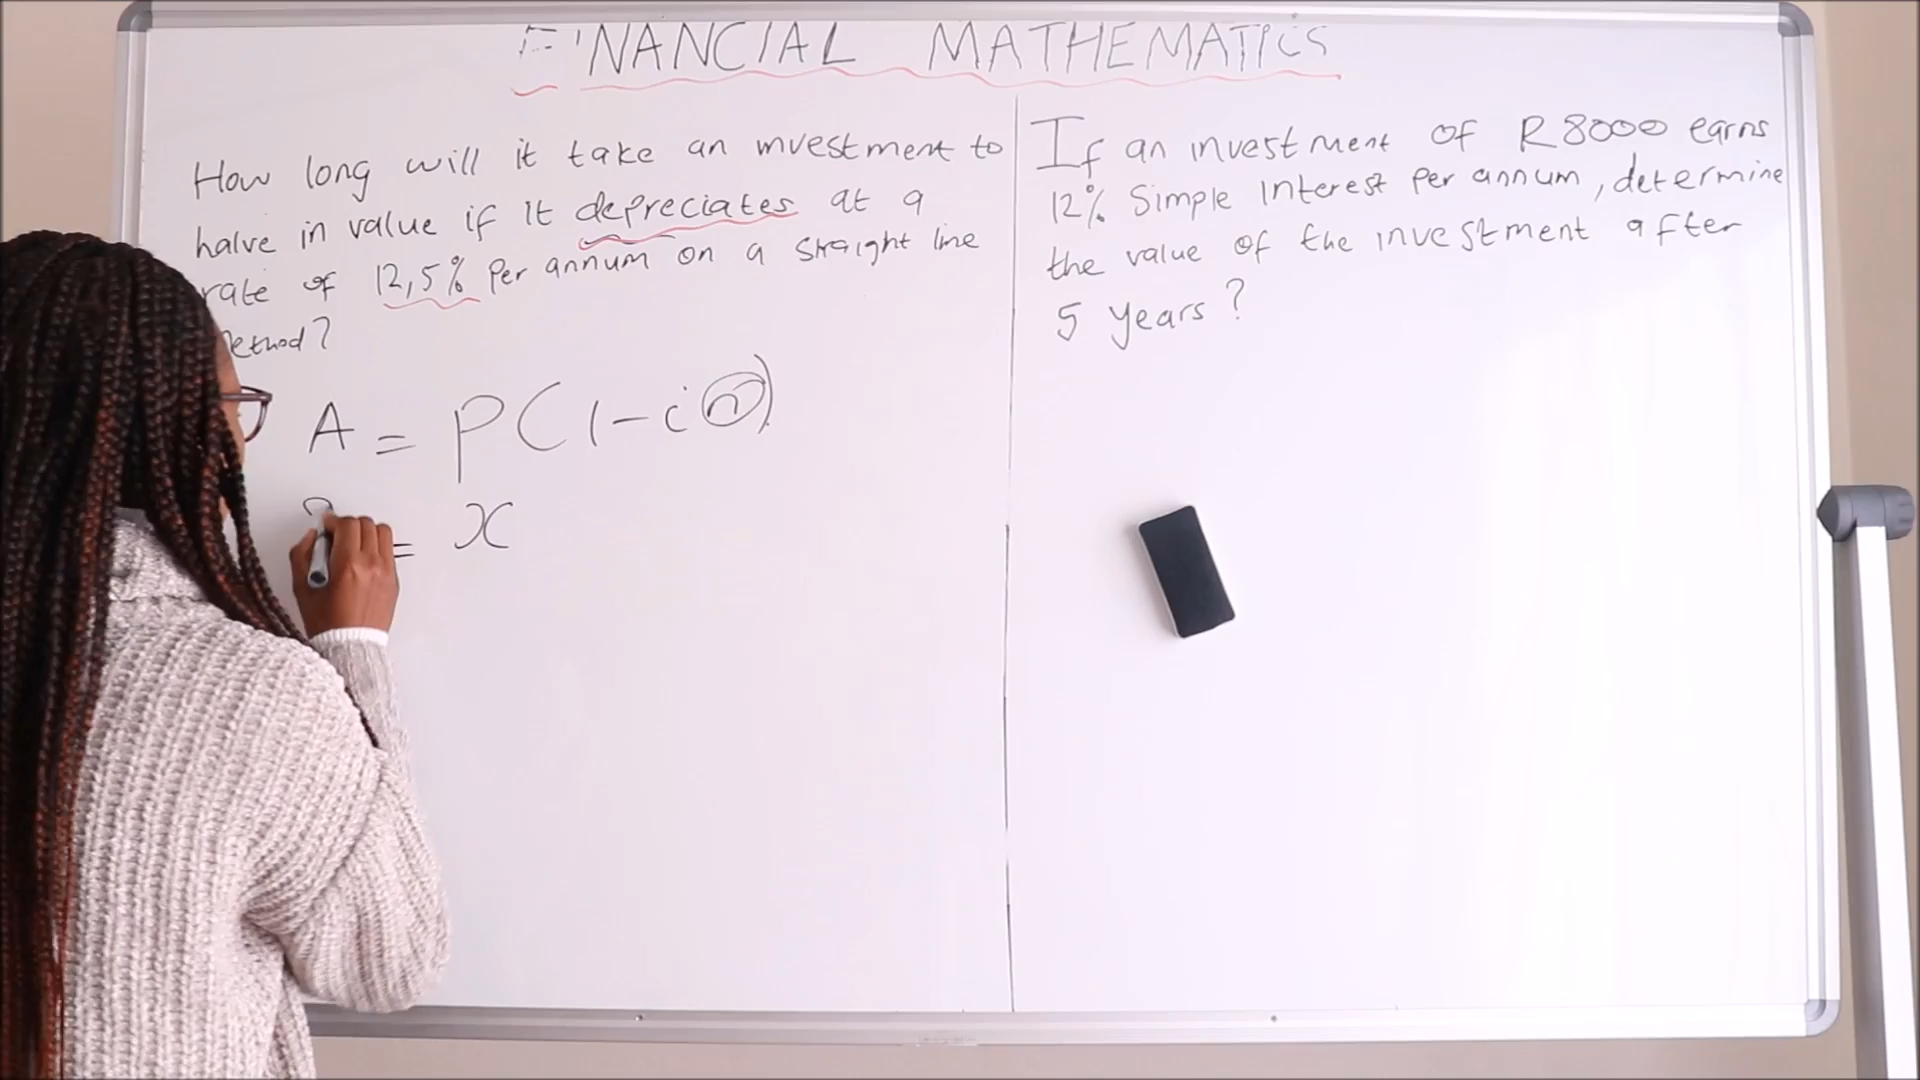 FINANCIAL MATHEMATICS
How long will it take an investment to
halve in value if it depreciates at a
rate of 12,5% per annum on a straight line
ethod?
A = P(1-in)
= x
If an investment of R8000 earns
12% Simple interest per annum, determine
the value of the investment after
5 years?